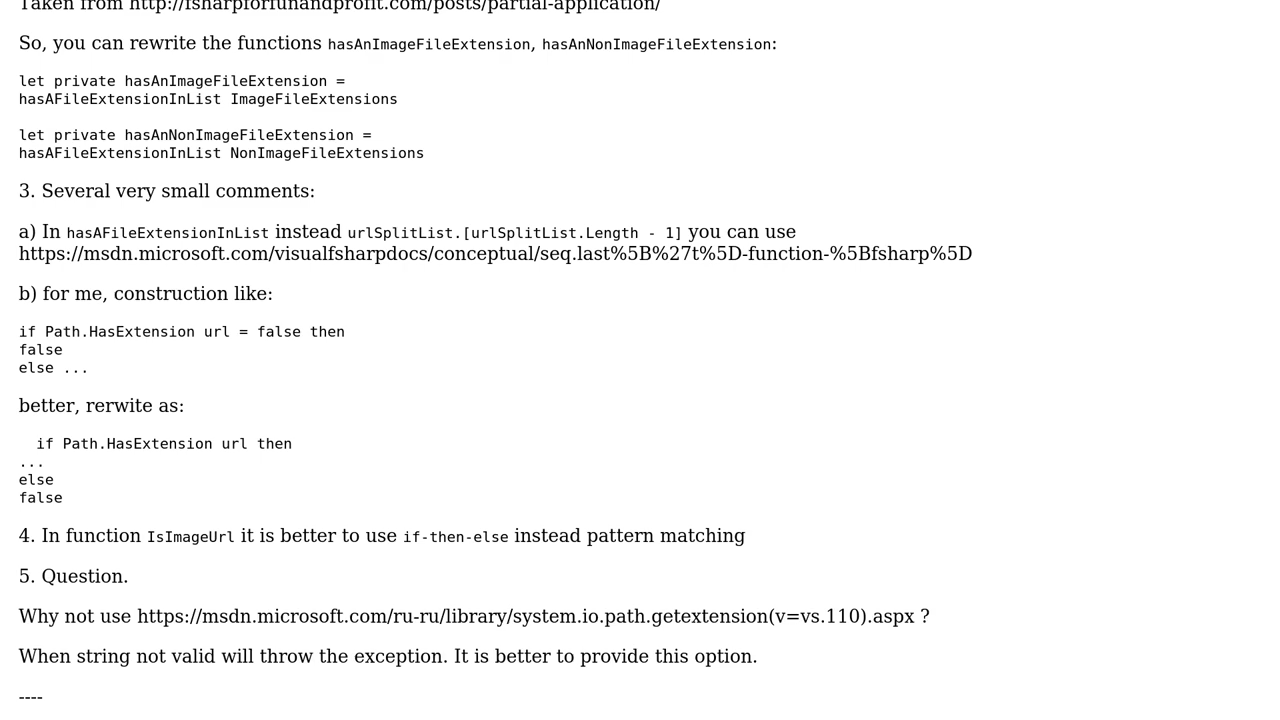 Taken from http://fsharpforfunandprofit.com/posts/partial-application/
So, you can rewrite the functions hasAnImageFileExtension, hasAnNonImageFileExtension:
let private hasAnImageFileExtension =
hasAFileExtensionInList ImageFileExtensions
let private hasAnNonImageFileExtension =
hasAFileExtensionInList NonImageFileExtensions
3. Several very small comments:
a) In hasAFileExtensionInList instead urlSplitList.[urlSplitList.Length - 1] you can use
https://msdn.microsoft.com/visualfsharpdocs/conceptual/seq.last%5B%27t%5D-function-%5Bfsharp%5D
b) for me, construction like:
if Path.HasExtension url = false then
false
else ...
better, rerwite as:
if Path.HasExtension url then
...
else
false
4. In function IsImageUrl it is better to use if-then-else instead pattern matching
5. Question.
Why not use https://msdn.microsoft.com/ru-ru/library/system.io.path.getextension(v=vs.110).aspx ?
When string not valid will throw the exception. It is better to provide this option.
----